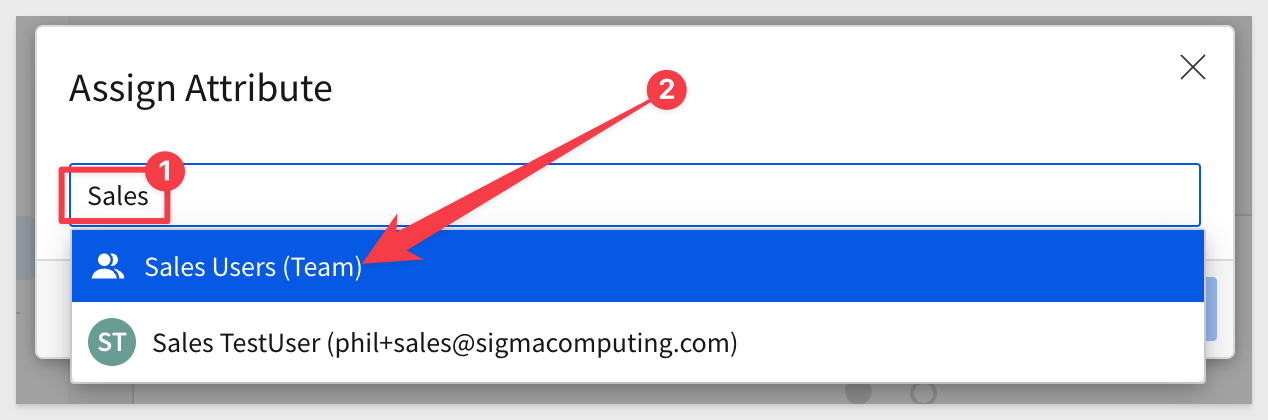 Assign Attribute
2
1
Sales
Sales Users (Team)
ST
Sales TestUser (phil+sales@sigmacomputing.com)